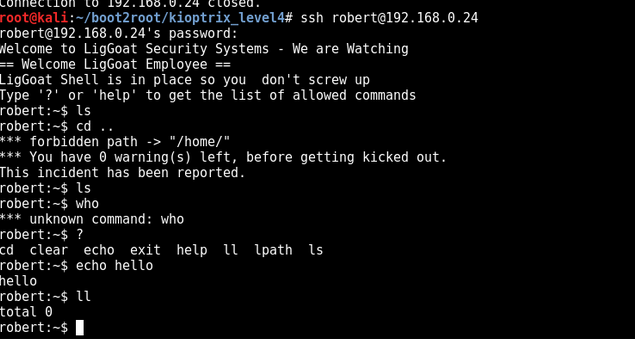 Connection to 192.168.0.24 closed.
root@kali:~/boot2root/kioptrix_level4# ssh robert@192.168.0.24
robert@192.168.0.24's password:
Welcome to LigGoat Security Systems - We are Watching
== Welcome LigGoat Employee ==
LigGoat Shell is in place so you  don't screw up
Type '?' or 'help' to get the list of allowed commands
robert:~$ ls
robert:~$ cd ..
*** forbidden path -> "/home/"
*** You have 0 warning(s) left, before getting kicked out.
This incident has been reported.
robert:~$ ls
robert:~$ who
*** unknown command: who
robert:~$ ?
cd  clear  echo  exit  help  ll  lpath  ls
robert:~$ echo hello
hello
robert:~$ ll
total 0
robert:~$